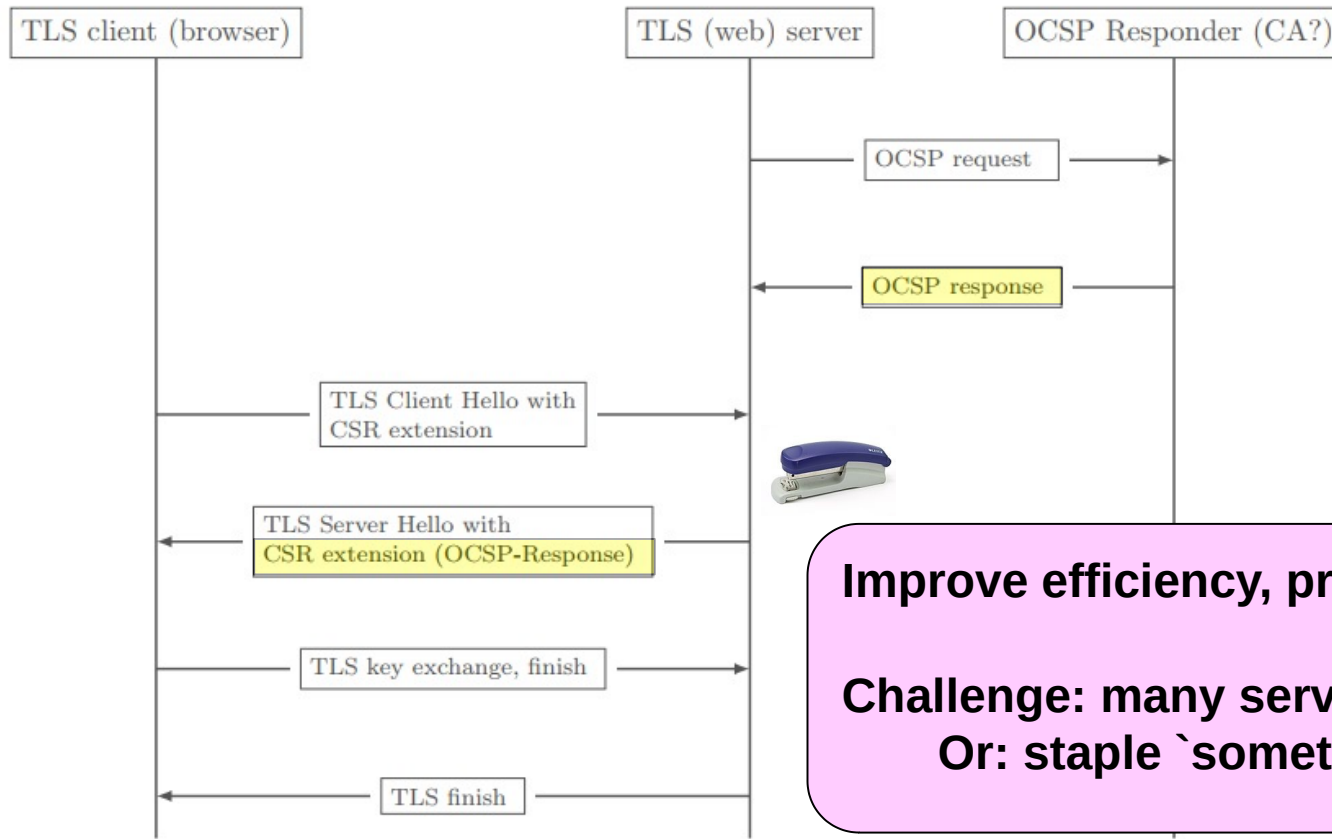 TLS client (browser)
TLS (web) server
OCSP Responder (CA?)
OCSP request
OCSP response
TLS Client Hello with
CSR extension
TLS Server Hello with
CSR extension (OCSP-Response)
TLS key exchange, finish
TLS finish
Improve efficiency, pr
Challenge: many serv
Or: staple `somet